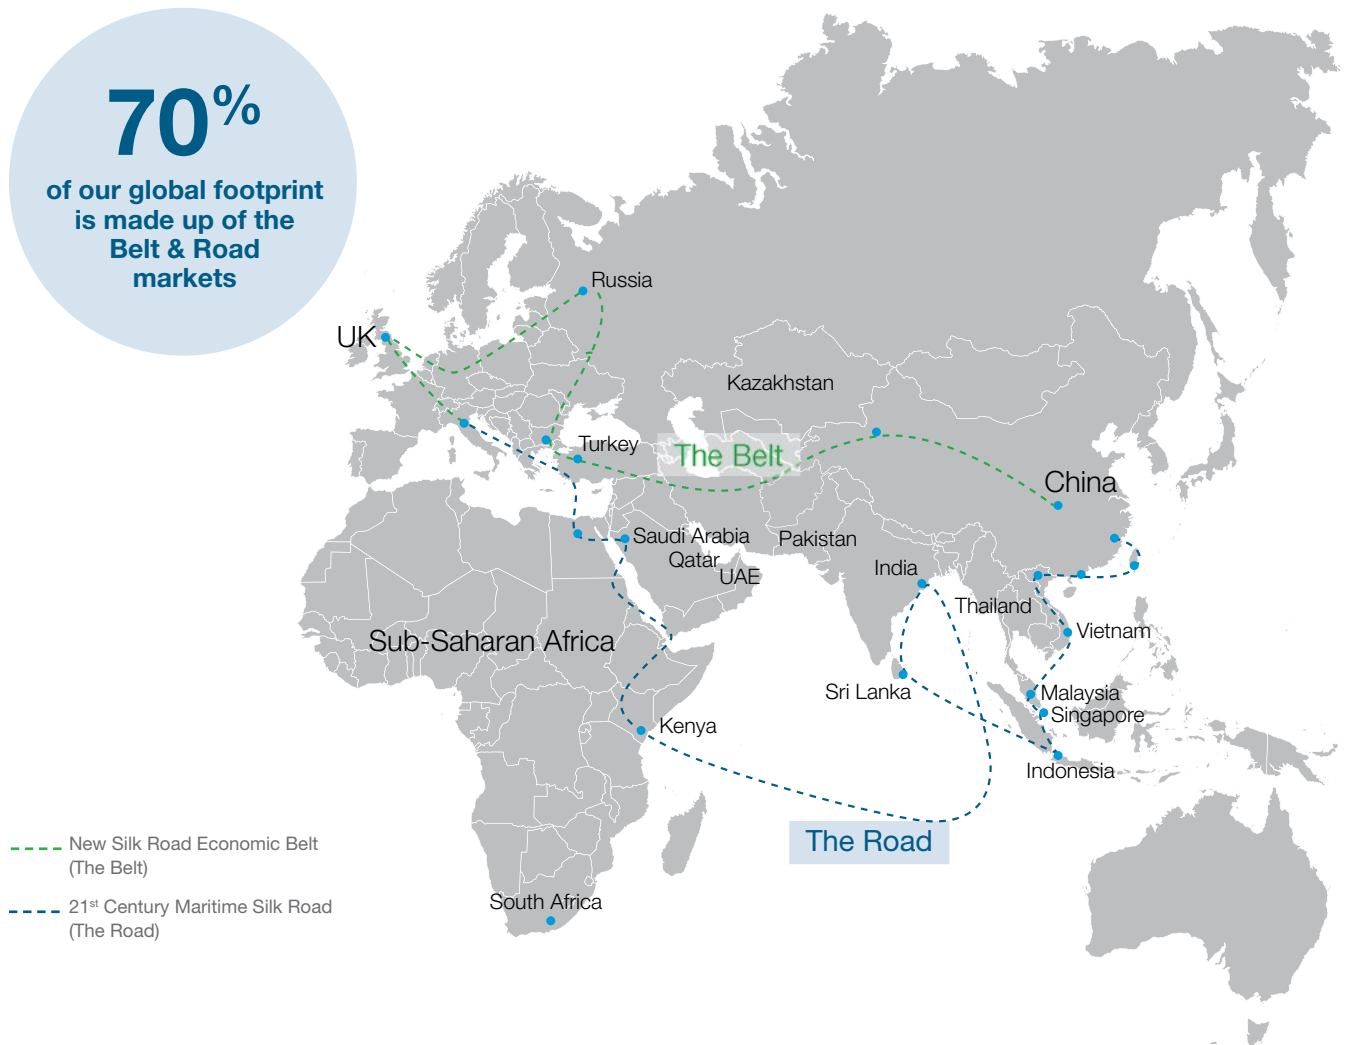 70%
of our global footprint
is made up of the
Belt & Road
markets
Russia
UK
Kazakhstan
Turkey
The Belt
China
Saudi Arabia
Pakistan
Qatar
India
UAE
Thailand
Vietnam
Sub-Saharan Africa
Sri Lanka
Malaysia
Singapore
Kenya
Indonesia
The Road
New Silk Road Economic Belt
(The Belt)
21st Century Maritime Silk Road
(The Road)
South Africa